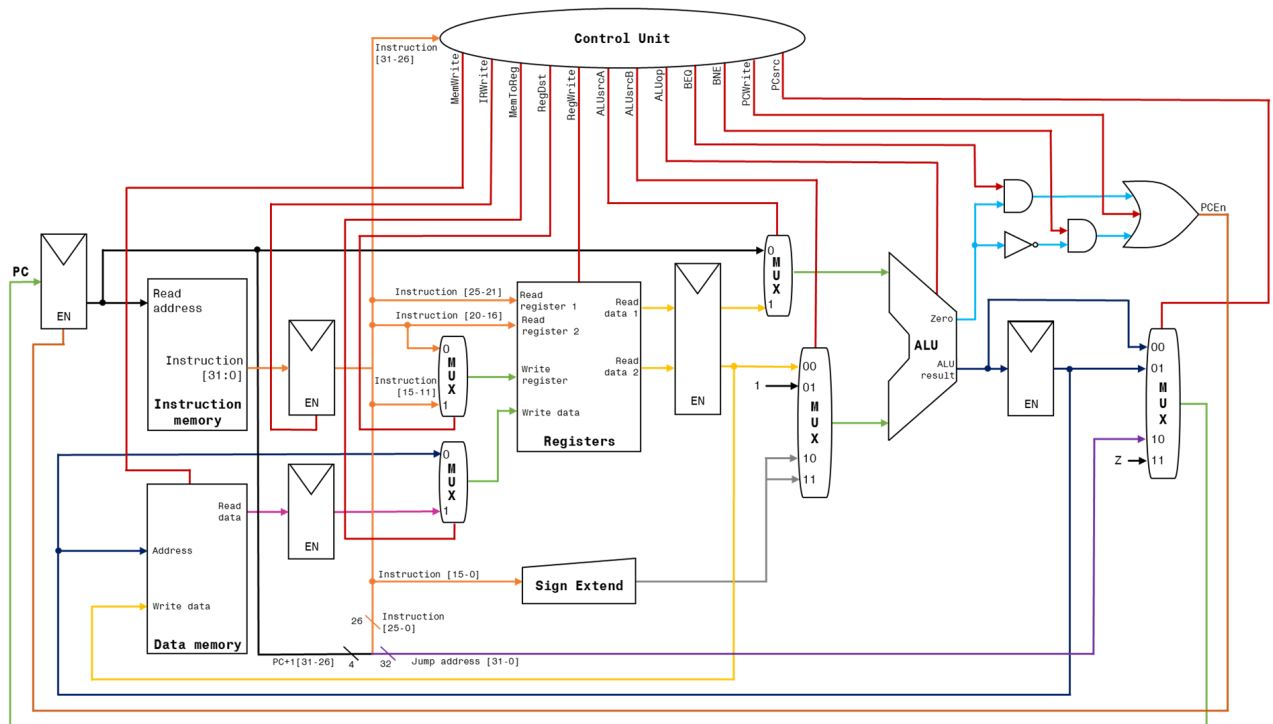 Control Unit
Instruction
[31-26]
MemWrite
IRWrite
MemToReg
RegDst
RegWrite
ALUsrcA
ALUsrcB
ALUop
BEQ
BNE
PCWrite
PCsrc
PCEn
PC
EN
Read
address
Instruction
[31:0]
Instruction
memory
EN
Instruction [25-21]
Instruction [20-16]
Instruction
[15-11]
0
MUX
1
Read
register 1
Read
register 2
Write
register
Write data
Read
data 1
Read
data 2
Registers
EN
0
MUX
1
00
01
MUX
10
11
1
Zero
ALU
ALU
result
EN
00
01
MUX
10
11
Z
0
MUX
1
Read
data
Address
Write data
Data memory
EN
Instruction [15-0]
Sign Extend
26
Instruction
[25-0]
PC+1[31-26]
4
32
Jump address [31-0]